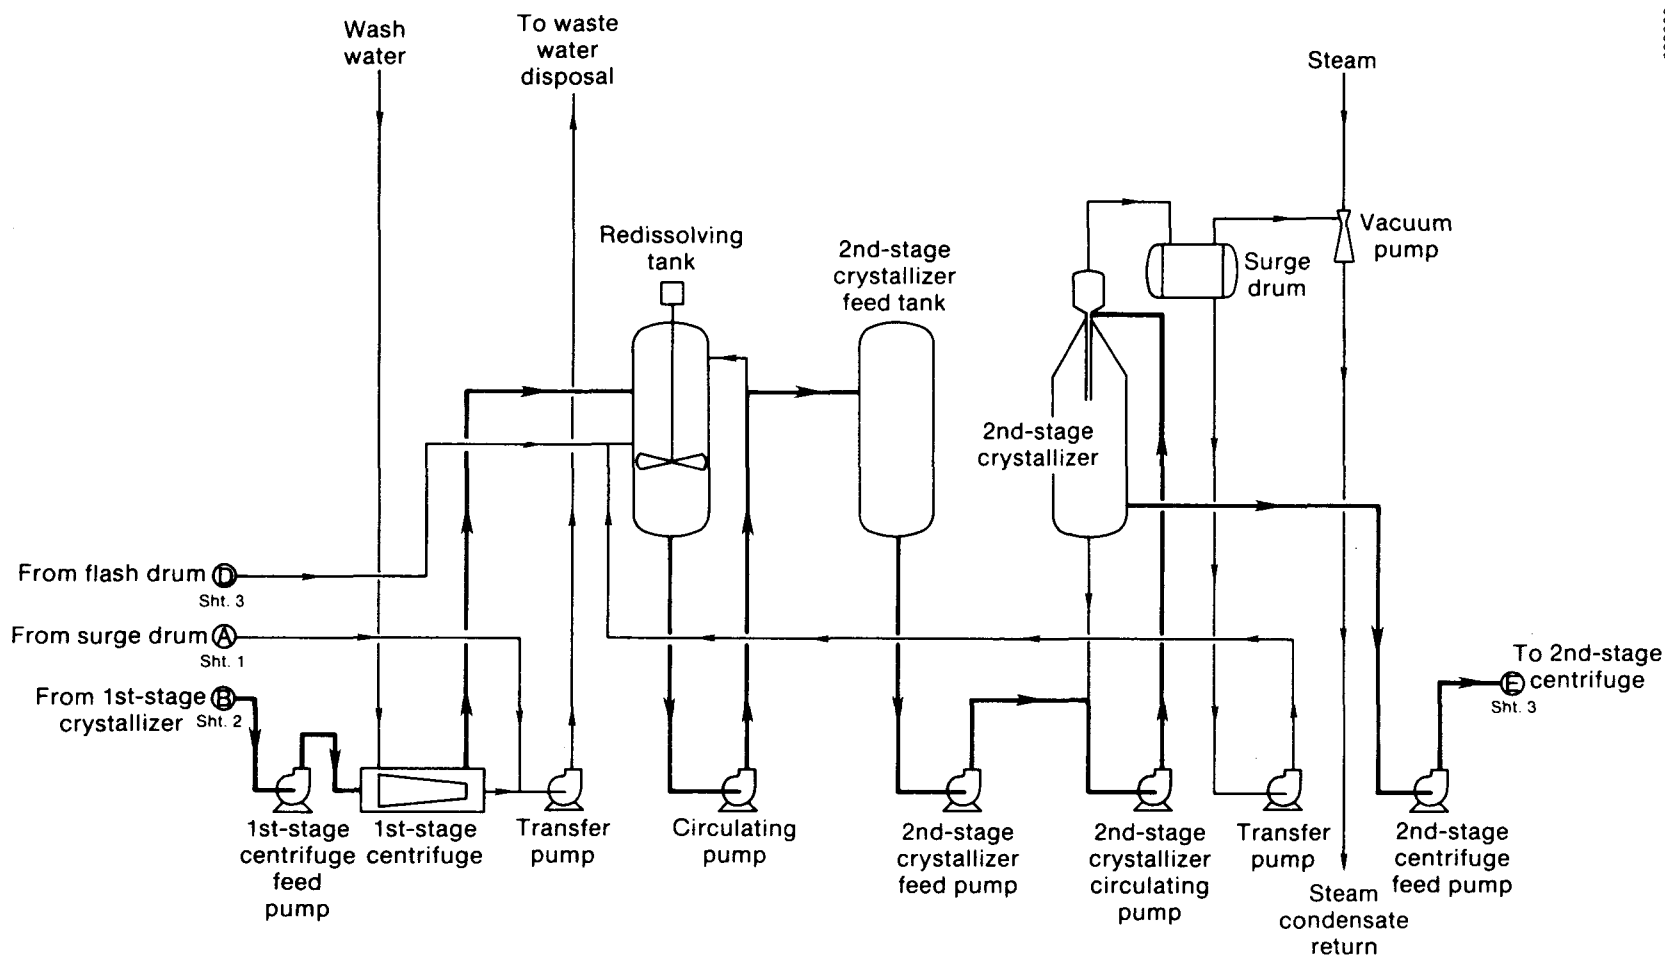 Wash
water
To waste
water
disposal
Steam
Redissolving
tank
2nd-stage
crystallizer
feed tank
Surge
drum
Vacuum
pump
2nd-stage
crystallizer
From flash drum D
Sht. 3
From surge drum A
Sht. 1
From 1st-stage B
crystallizer Sht. 2
To 2nd-stage
E centrifuge
Sht. 3
1st-stage
centrifuge
feed
pump
1st-stage
centrifuge
Transfer
pump
Circulating
pump
2nd-stage
crystallizer
feed pump
2nd-stage
crystallizer
circulating
pump
Transfer
pump
2nd-stage
centrifuge
feed pump
Steam
condensate
return